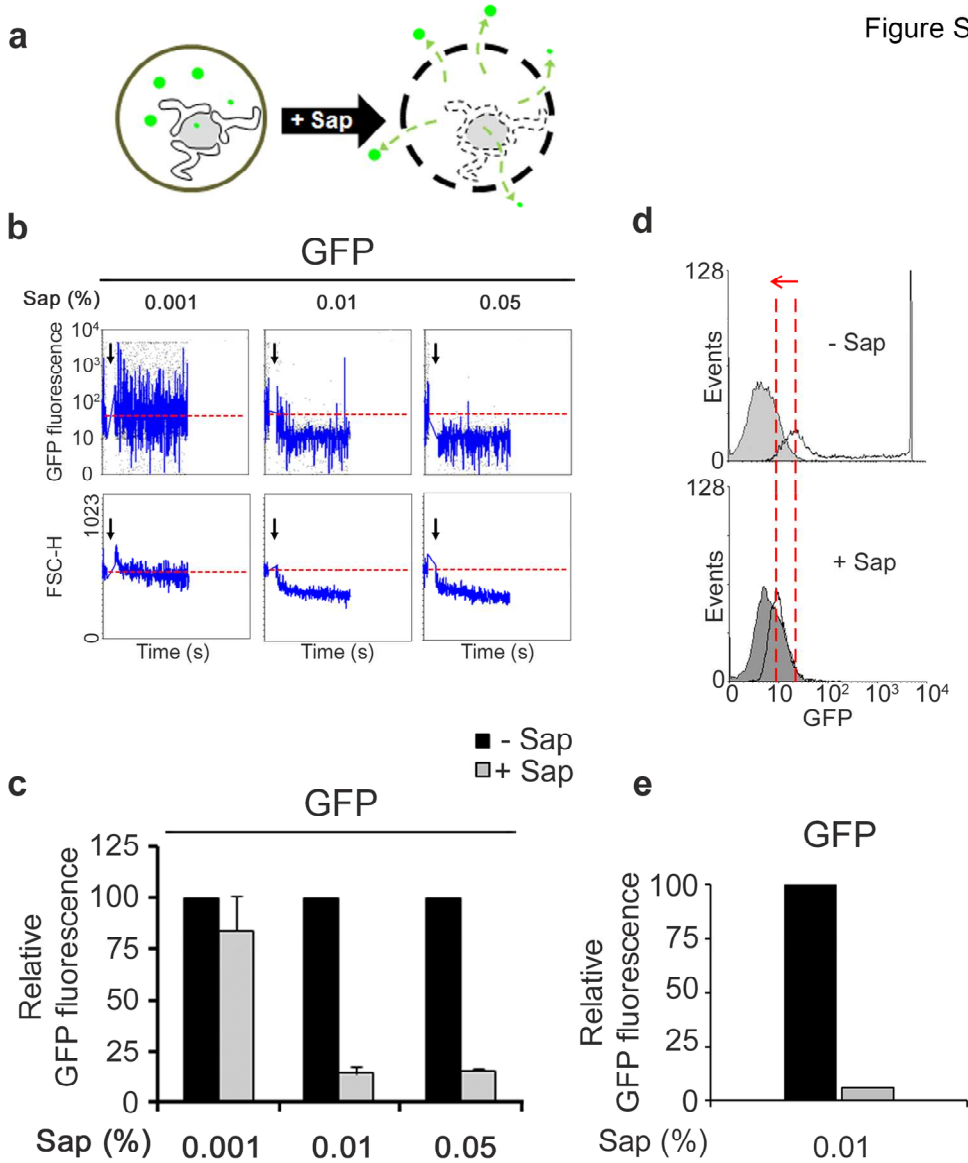 Figure S
a
+ Sap
b
GFP
Sap (%) 0.001 0.01 0.05
GFP fluorescence
10⁴
10³
10²
10
0
FSC-H
1023
0
Time (s) Time (s) Time (s)
d
128
- Sap
Events
0
128
+ Sap
Events
0
0 10 10² 10³ 10⁴
GFP
- Sap
+ Sap
c
GFP
Relative
GFP fluorescence
125
100
75
50
25
0
Sap (%) 0.001 0.01 0.05
e
GFP
Relative
GFP fluorescence
100
75
50
25
0
Sap (%) 0.01